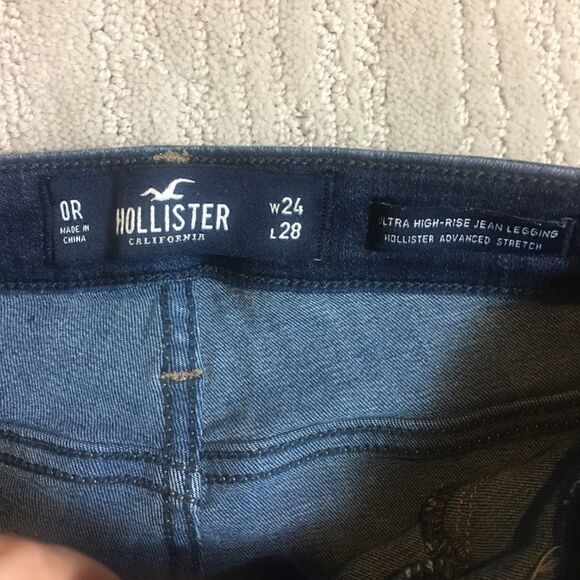 0R
MADE IN
CHINA
HOLLISTER
CALIFORNIA
W24
L28
ULTRA HIGH-RISE JEAN LEGGING
HOLLISTER ADVANCED STRETCH